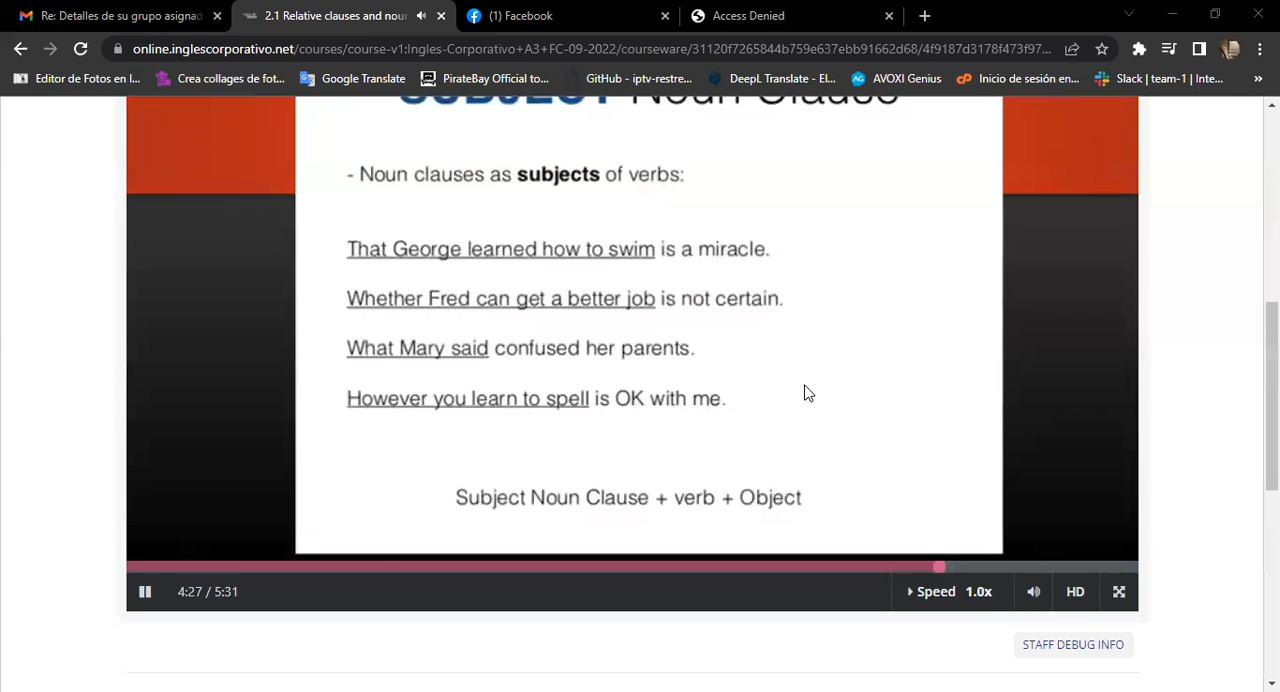 Re: Detalles de su grupo asignad
2.1 Relative clauses and nour
(1) Facebook
Access Denied
online.inglescorporativo.net/courses/course-v1:Ingles-Corporativo+A3+FC-09-2022/courseware/31120f7265844b759e637ebb91662d68/4f9187d3178f473f97...
Editor de Fotos en l...
Crea collages de fot...
Google Translate
PirateBay Official to...
GitHub - iptv-restre...
DeepL Translate - El...
AVOXI Genius
Inicio de sesión en...
Slack | team-1 | Inte...
»
SUBJECT Noun Clause
- Noun clauses as subjects of verbs:
That George learned how to swim is a miracle.
Whether Fred can get a better job is not certain.
What Mary said confused her parents.
However you learn to spell is OK with me.
Subject Noun Clause + verb + Object
4:27 / 5:31
Speed 1.0x
HD
STAFF DEBUG INFO